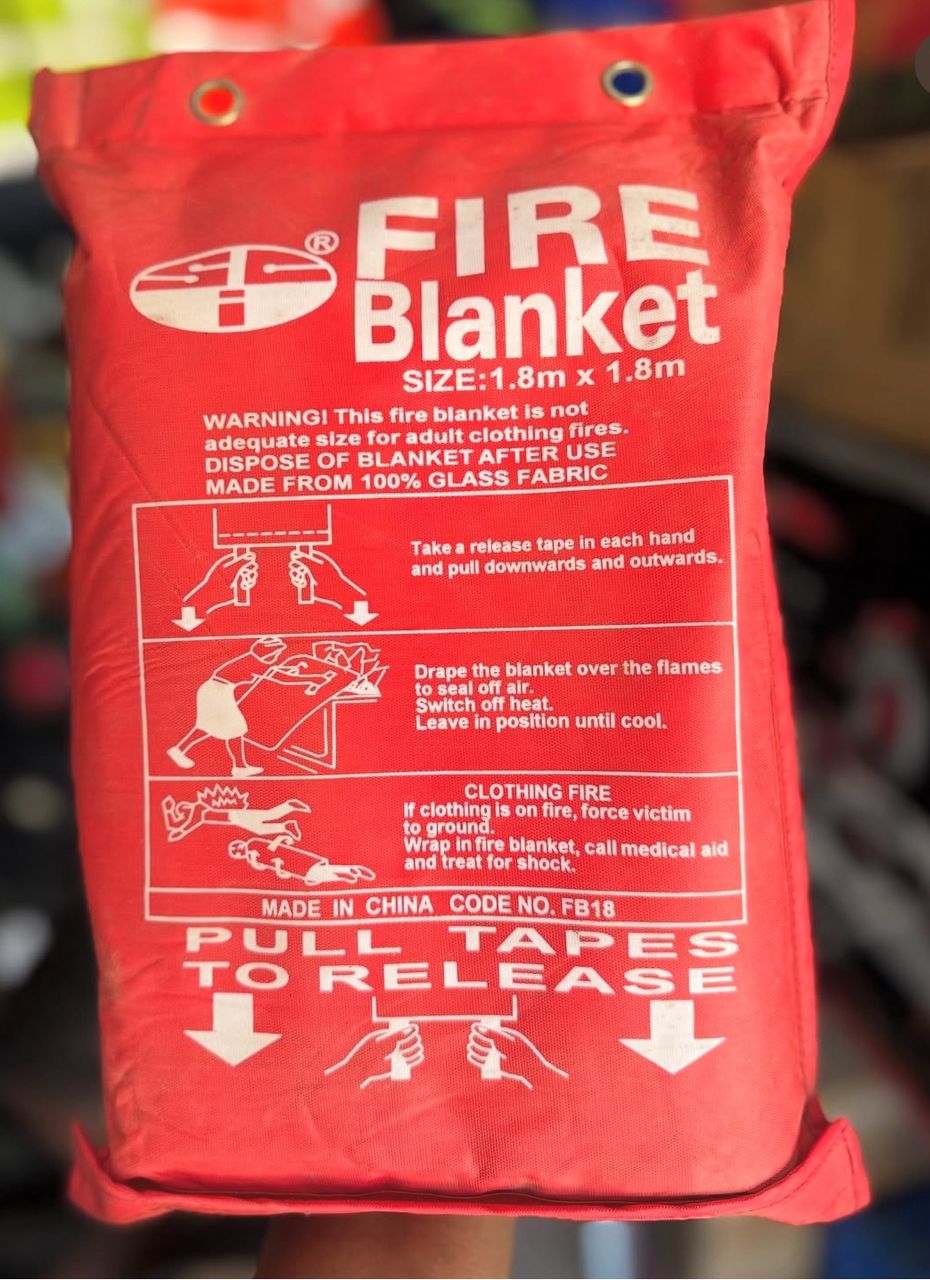 ®
FIRE
Blanket
SIZE:1.8m x 1.8m
WARNING! This fire blanket is not
adequate size for adult clothing fires.
DISPOSE OF BLANKET AFTER USE
MADE FROM 100% GLASS FABRIC
Take a release tape in each hand
and pull downwards and outwards.
Drape the blanket over the flames
to seal off air.
Switch off heat.
Leave in position until cool.
CLOTHING FIRE
If clothing is on fire, force victim
to ground.
Wrap in fire blanket, call medical aid
and treat for shock.
MADE IN CHINA CODE NO. FB18
PULL TAPES
TO RELEASE